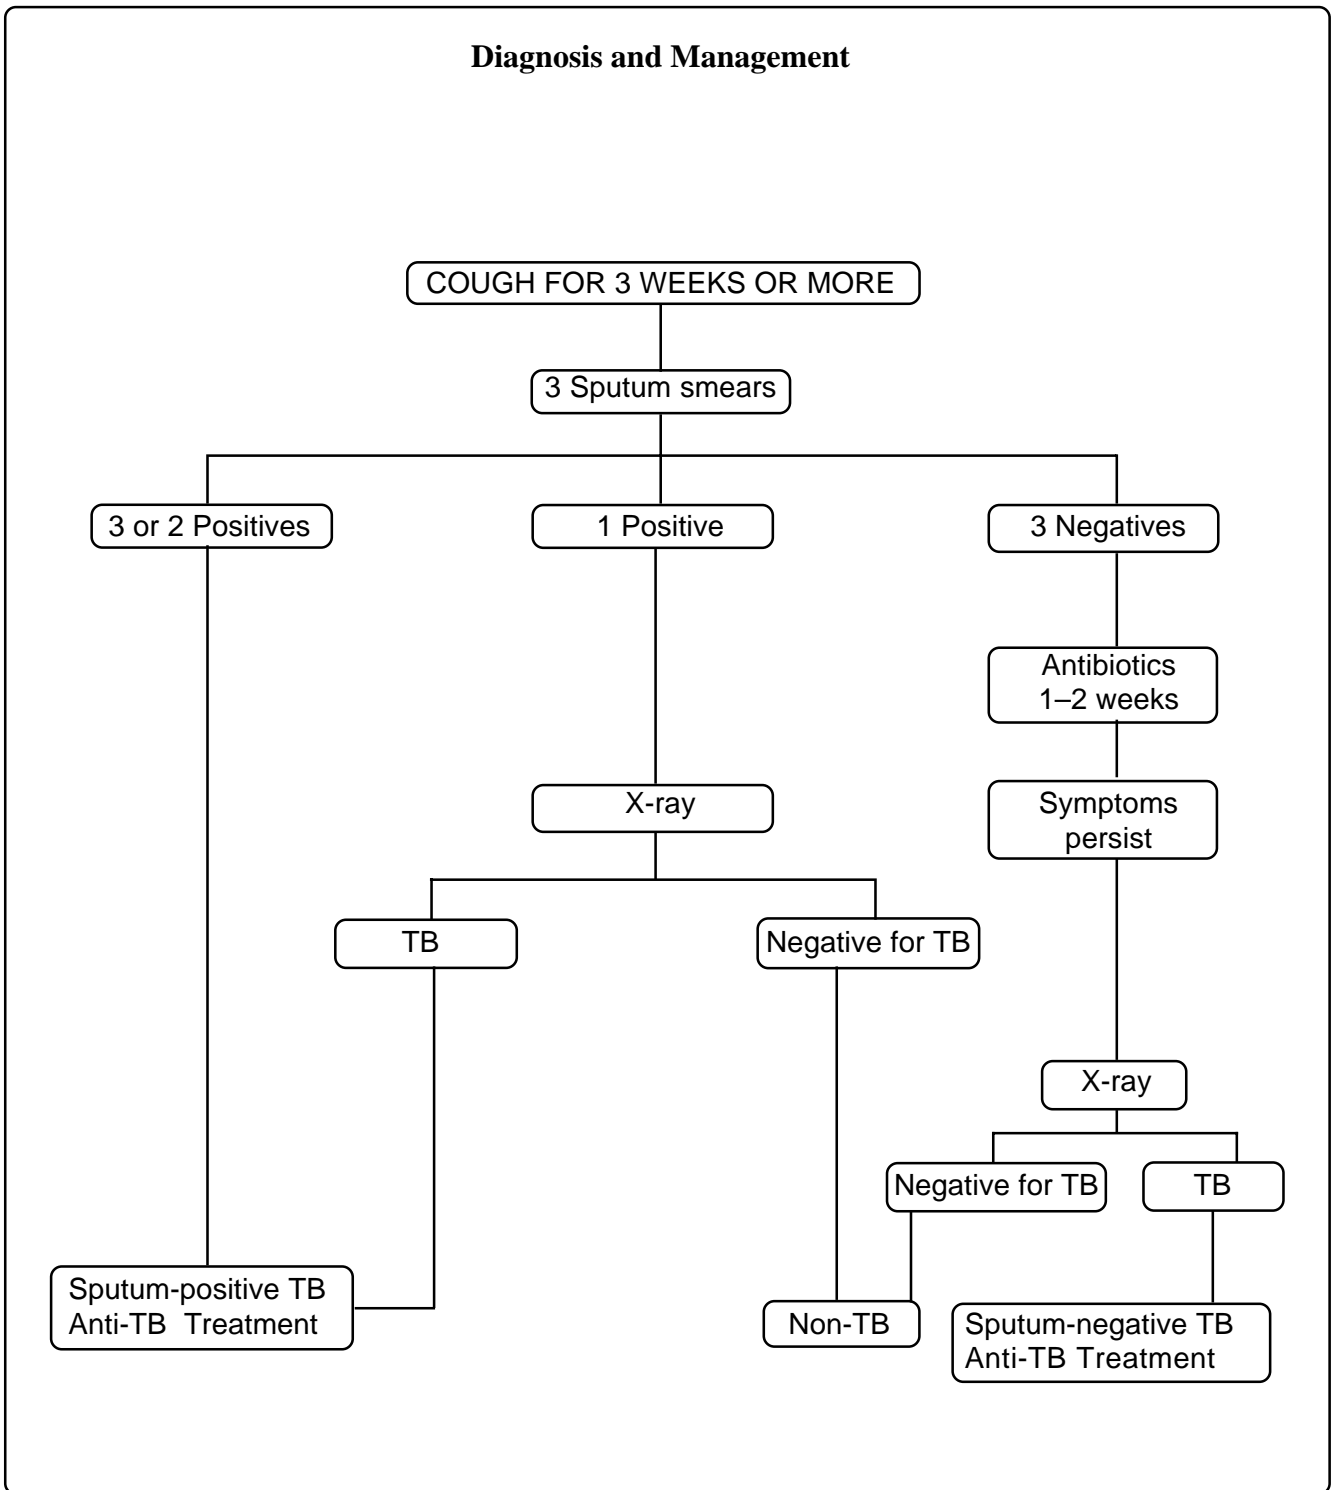 Diagnosis and Management
COUGH FOR 3 WEEKS OR MORE
3 Sputum smears
3 or 2 Positives
1 Positive
3 Negatives
Antibiotics
1–2 weeks
X-ray
Symptoms
persist
TB
Negative for TB
X-ray
Negative for TB
TB
Sputum-positive TB
Anti-TB Treatment
Non-TB
Sputum-negative TB
Anti-TB Treatment